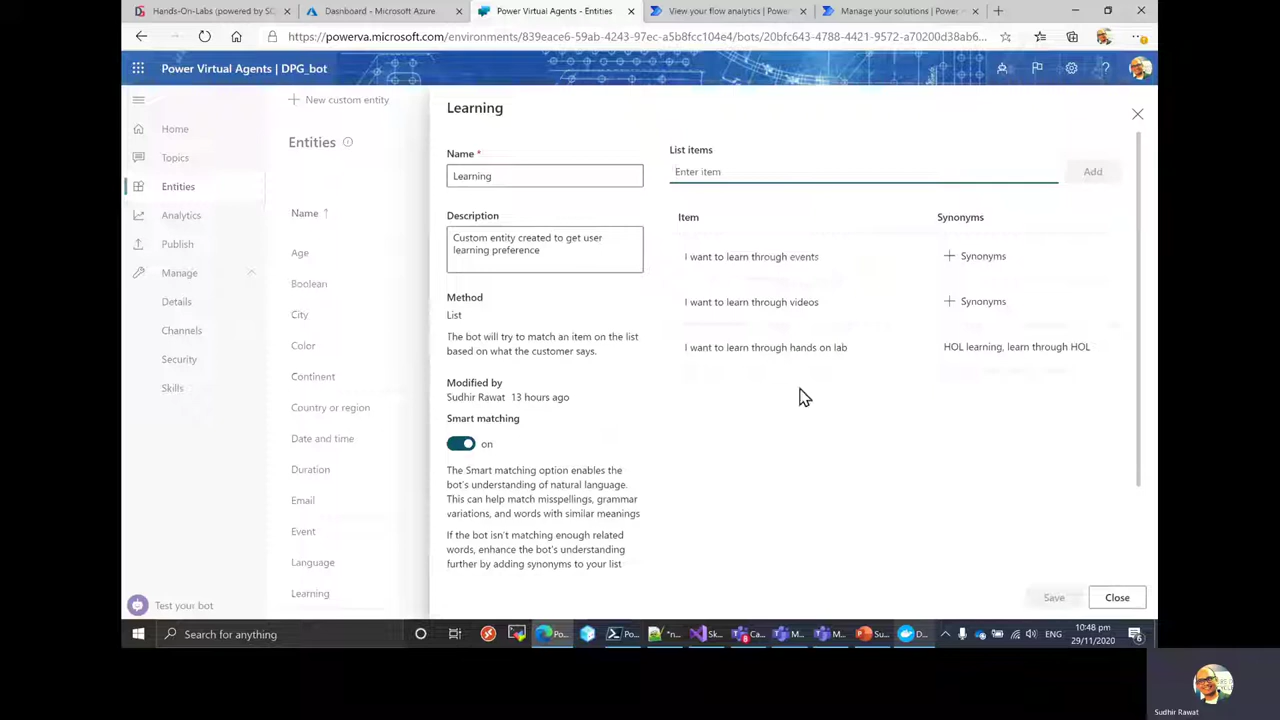 Hands-On-Labs (powered by SC
Dashboard - Microsoft Azure
Power Virtual Agents - Entities
View your flow analytics | Power
Manage your solutions | Power
https://powerva.microsoft.com/environments/839eace6-59ab-4243-97ec-a5b8fcc104e4/bots/20bfc643-4788-4421-9572-a70200d38ab6...
Power Virtual Agents | DPG_bot
New custom entity
Entities
Name ↑
Home
Topics
Entities
Analytics
Publish
Manage
Details
Channels
Security
Skills
Test your bot
Age
Boolean
City
Color
Continent
Country or region
Date and time
Duration
Email
Event
Language
Learning
Learning
Name *
Learning
Description
Custom entity created to get user
learning preference
Method
List
The bot will try to match an item on the list
based on what the customer says.
Modified by
Sudhir Rawat 13 hours ago
Smart matching
on
The Smart matching option enables the
bot's understanding of natural language.
This can help match misspellings, grammar
variations, and words with similar meanings
If the bot isn't matching enough related
words, enhance the bot's understanding
further by adding synonyms to your list
List items
Enter item
Add
Item
Synonyms
I want to learn through events
+ Synonyms
I want to learn through videos
+ Synonyms
I want to learn through hands on lab
HOL learning, learn through HOL
Save
Close
Search for anything
Po...
Po...
"n...
Sk...
Ca...
M...
M...
Su...
D...
ENG
10:48 pm
29/11/2020
Sudhir Rawat